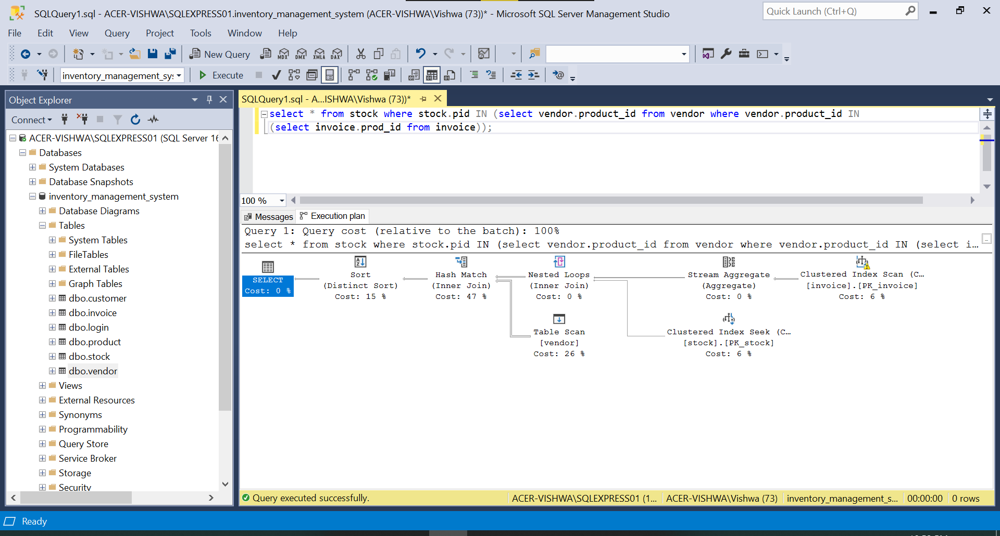 SQLQuery1.sql - ACER-VISHWA\SQLEXPRESS01.inventory_management_system (ACER-VISHWA\Vishwa (73))* - Microsoft SQL Server Management Studio
Quick Launch (Ctrl+Q)
File Edit View Query Project Tools Window Help
New Query MDX DMX XMLA DAX
inventory_management_sys Execute
Object Explorer
Connect
ACER-VISHWA\SQLEXPRESS01 (SQL Server 16
Databases
System Databases
Database Snapshots
inventory_management_system
Database Diagrams
Tables
System Tables
FileTables
External Tables
Graph Tables
dbo.customer
dbo.invoice
dbo.login
dbo.product
dbo.stock
dbo.vendor
Views
External Resources
Synonyms
Programmability
Query Store
Service Broker
Storage
Security
SQLQuery1.sql - A...ISHWA\Vishwa (73))*
select * from stock where stock.pid IN (select vendor.product_id from vendor where vendor.product_id IN
(select invoice.prod_id from invoice));
100 %
Messages Execution plan
Query 1: Query cost (relative to the batch): 100%
select * from stock where stock.pid IN (select vendor.product_id from vendor where vendor.product_id IN (select i...
SELECT
Cost: 0 %
Sort
(Distinct Sort)
Cost: 15 %
Hash Match
(Inner Join)
Cost: 47 %
Nested Loops
(Inner Join)
Cost: 0 %
Stream Aggregate
(Aggregate)
Cost: 0 %
Clustered Index Scan (C...
[invoice].[PK_invoice]
Cost: 6 %
Table Scan
[vendor]
Cost: 26 %
Clustered Index Seek (C...
[stock].[PK_stock]
Cost: 6 %
Query executed successfully.
ACER-VISHWA\SQLEXPRESS01 (1... ACER-VISHWA\Vishwa (73) inventory_management_s... 00:00:00 0 rows
Ready